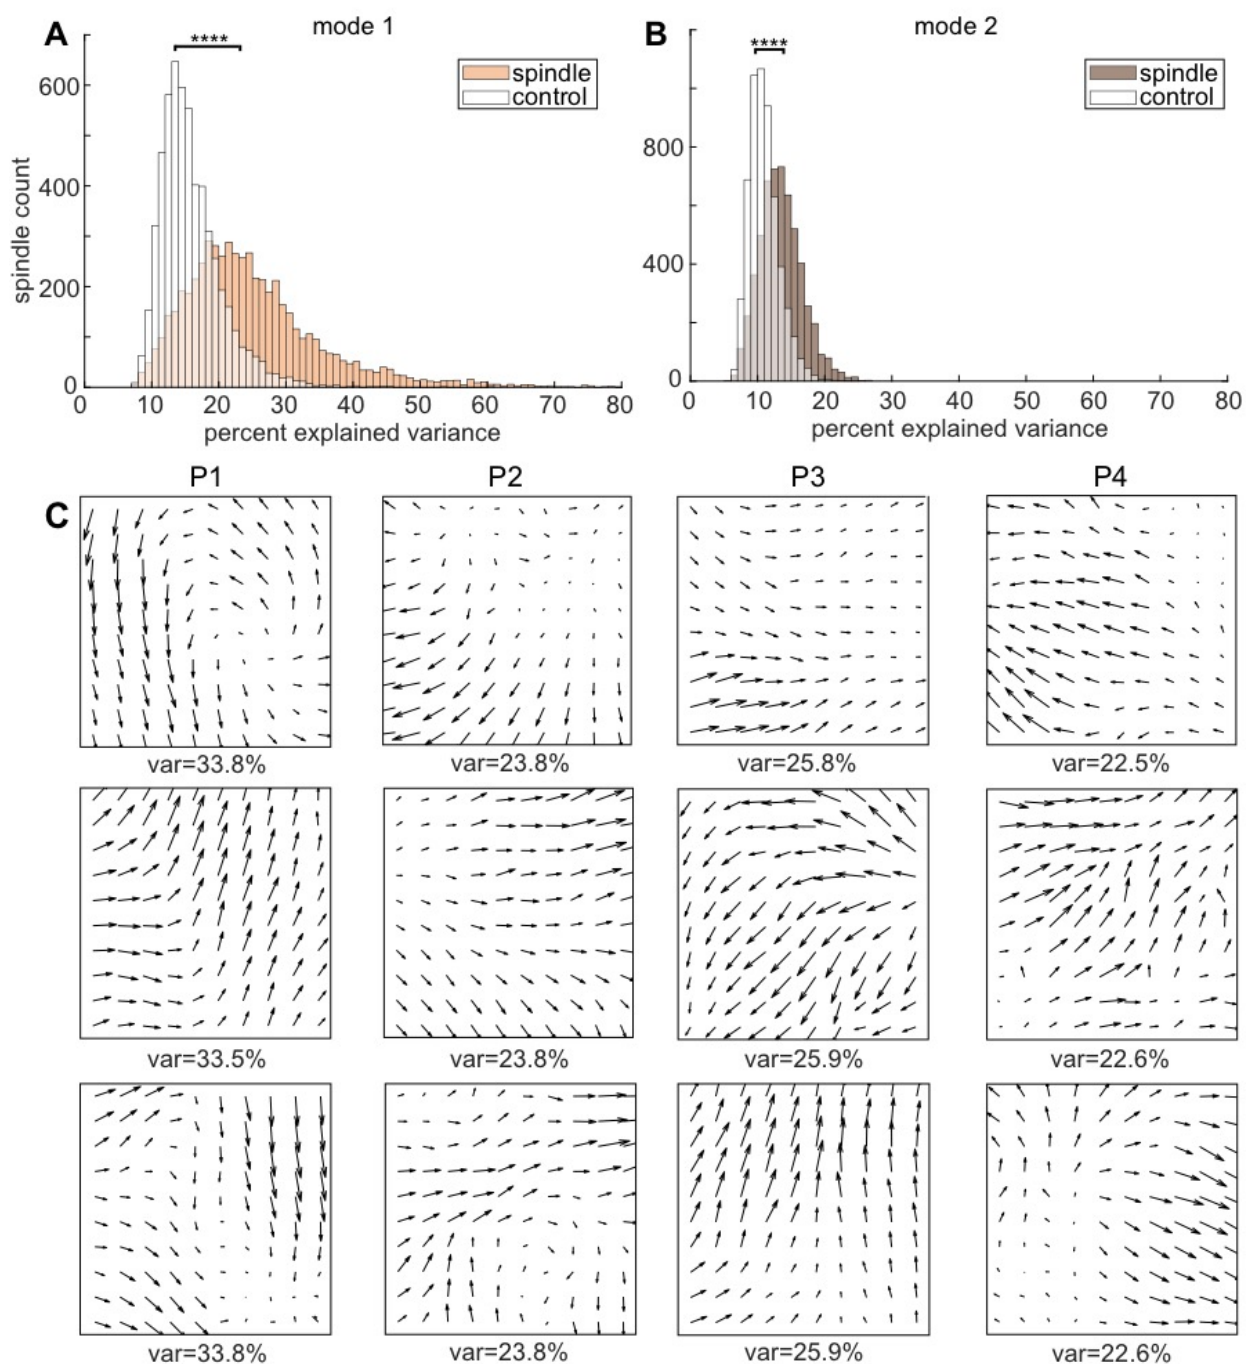 A
mode 1
****
spindle
control
600
400
200
0
spindle count
0 10 20 30 40 50 60 70 80
percent explained variance
B
mode 2
****
spindle
control
800
400
0
0 10 20 30 40 50 60 70 80
percent explained variance
C
P1 P2 P3 P4
var=33.8% var=23.8% var=25.8% var=22.5%
var=33.5% var=23.8% var=25.9% var=22.6%
var=33.8% var=23.8% var=25.9% var=22.6%